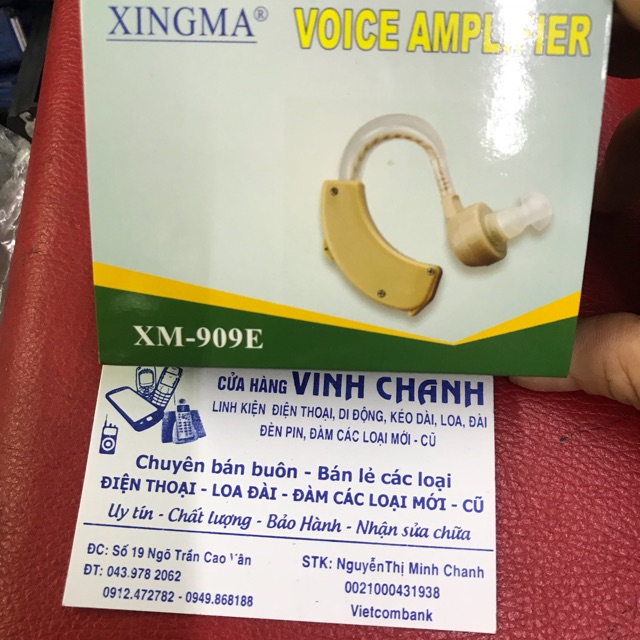 XINGMA® VOICE AMPLIFIER
XM-909E
CỬA HÀNG VINH CHANH
LINH KIỆN ĐIỆN THOẠI, DI ĐỘNG, KÉO DÀI, LOA, ĐÀI
ĐÈN PIN, ĐÀM CÁC LOẠI MỚI - CŨ
Chuyên bán buôn - Bán lẻ các loại
ĐIỆN THOẠI - LOA ĐÀI - ĐÀM CÁC LOẠI MỚI - CŨ
Uy tín - Chất lượng - Bảo Hành - Nhận sửa chữa
ĐC: Số 19 Ngõ Trần Cao Vân
ĐT: 043.978 2062
0912.472782 - 0949.868188
STK: NguyễnThị Minh Chanh
0021000431938
Vietcombank